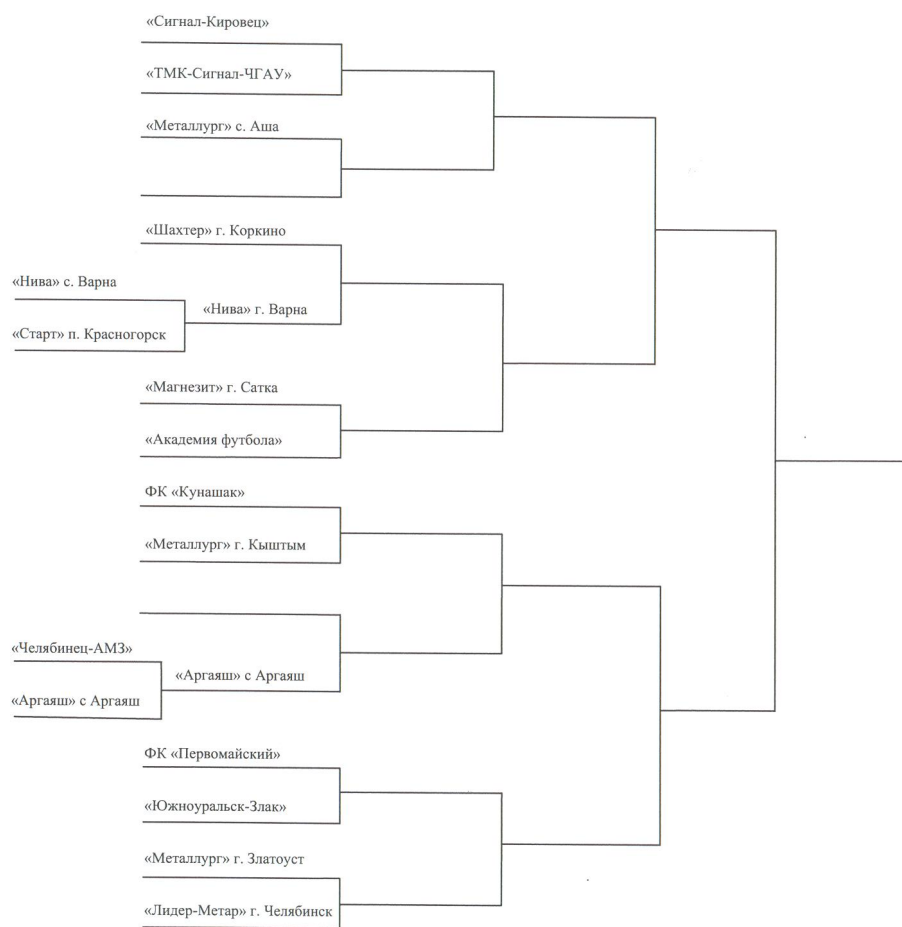 «Сигнал-Кировец»
«ТМК-Сигнал-ЧГАУ»
«Металлург» с. Аша
«Шахтер» г. Коркино
«Нива» с. Варна
«Нива» г. Варна
«Старт» п. Красногорск
«Магнезит» г. Сатка
«Академия футбола»
ФК «Кунашак»
«Металлург» г. Кыштым
«Челябинец-АМЗ»
«Аргаяш» с Аргаяш
«Аргаяш» с Аргаяш
ФК «Первомайский»
«Южноуральск-Злак»
«Металлург» г. Златоуст
«Лидер-Метар» г. Челябинск